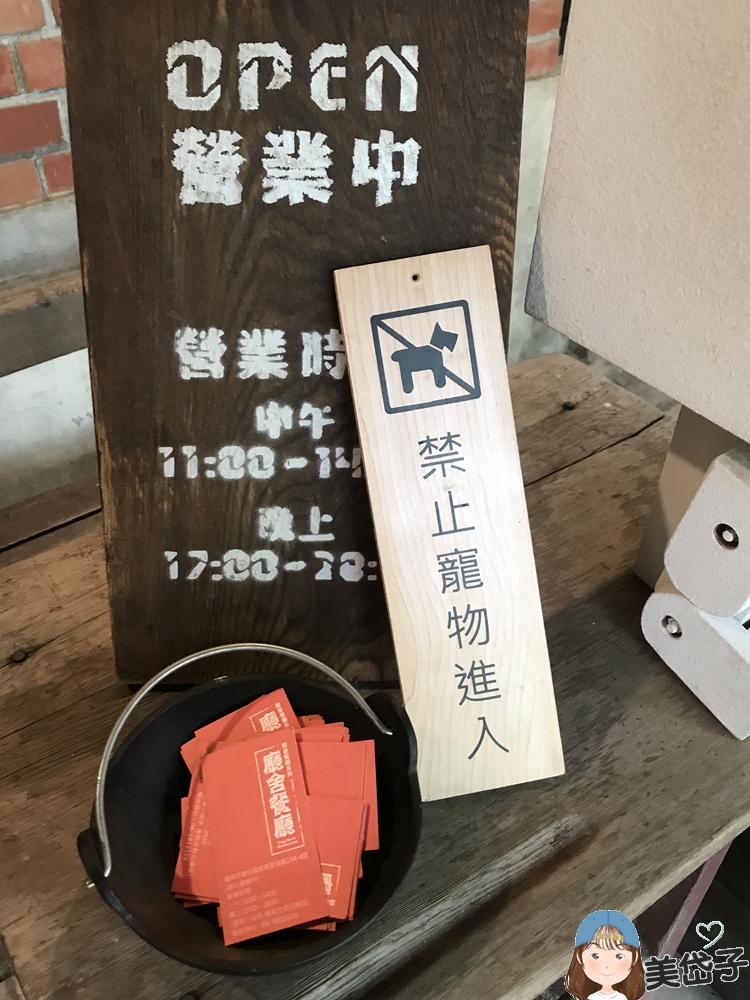 OPEN
營業中
營業時
中午
11:00-14
晚上
17:00-20:
禁止寵物進入
廳舍餐廳
美岱子